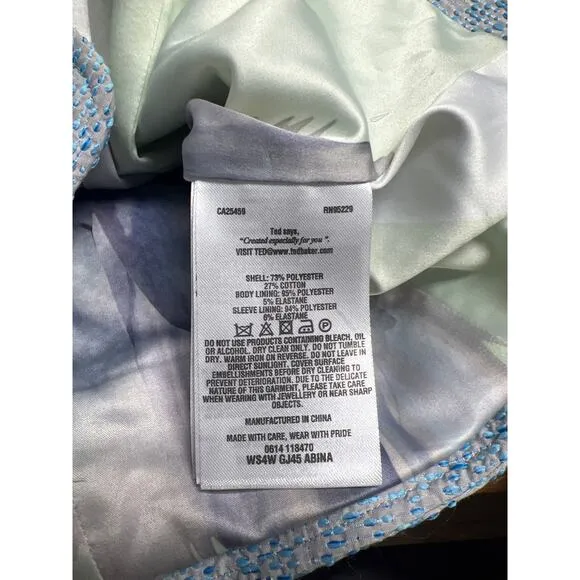 CA25459 RN95229
Ted says,
"Created especially for you".
VISIT TED@www.tedbaker.com
SHELL: 73% POLYESTER
27% COTTON
BODY LINING: 95% POLYESTER
5% ELASTANE
SLEEVE LINING: 94% POLYESTER
6% ELASTANE
DO NOT USE PRODUCTS CONTAINING BLEACH, OIL
OR ALCOHOL. DRY CLEAN ONLY. DO NOT TUMBLE
DRY. WARM IRON ON REVERSE. DO NOT LEAVE IN
DIRECT SUNLIGHT. COVER SURFACE
EMBELLISHMENTS BEFORE DRY CLEANING TO
PREVENT DETERIORATION. DUE TO THE DELICATE
NATURE OF THIS GARMENT, PLEASE TAKE CARE
WHEN WEARING WITH JEWELLERY OR NEAR SHARP
OBJECTS.
MANUFACTURED IN CHINA
MADE WITH CARE, WEAR WITH PRIDE
0614 118470
WS4W GJ45 ABINA